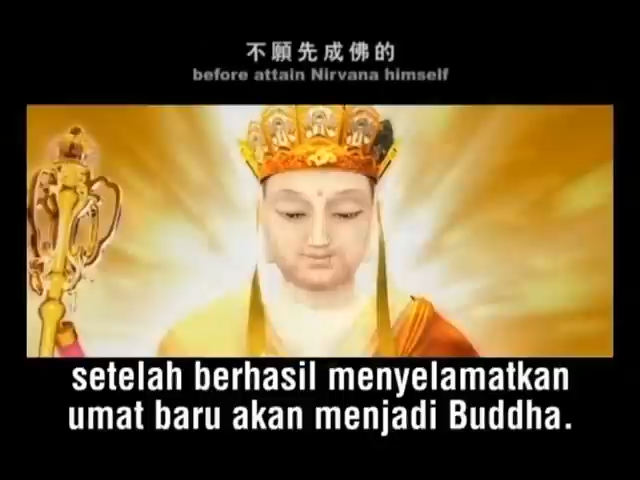 不願先成佛的
before attain Nirvana himself
setelah berhasil menyelamatkan
umat baru akan menjadi Buddha.